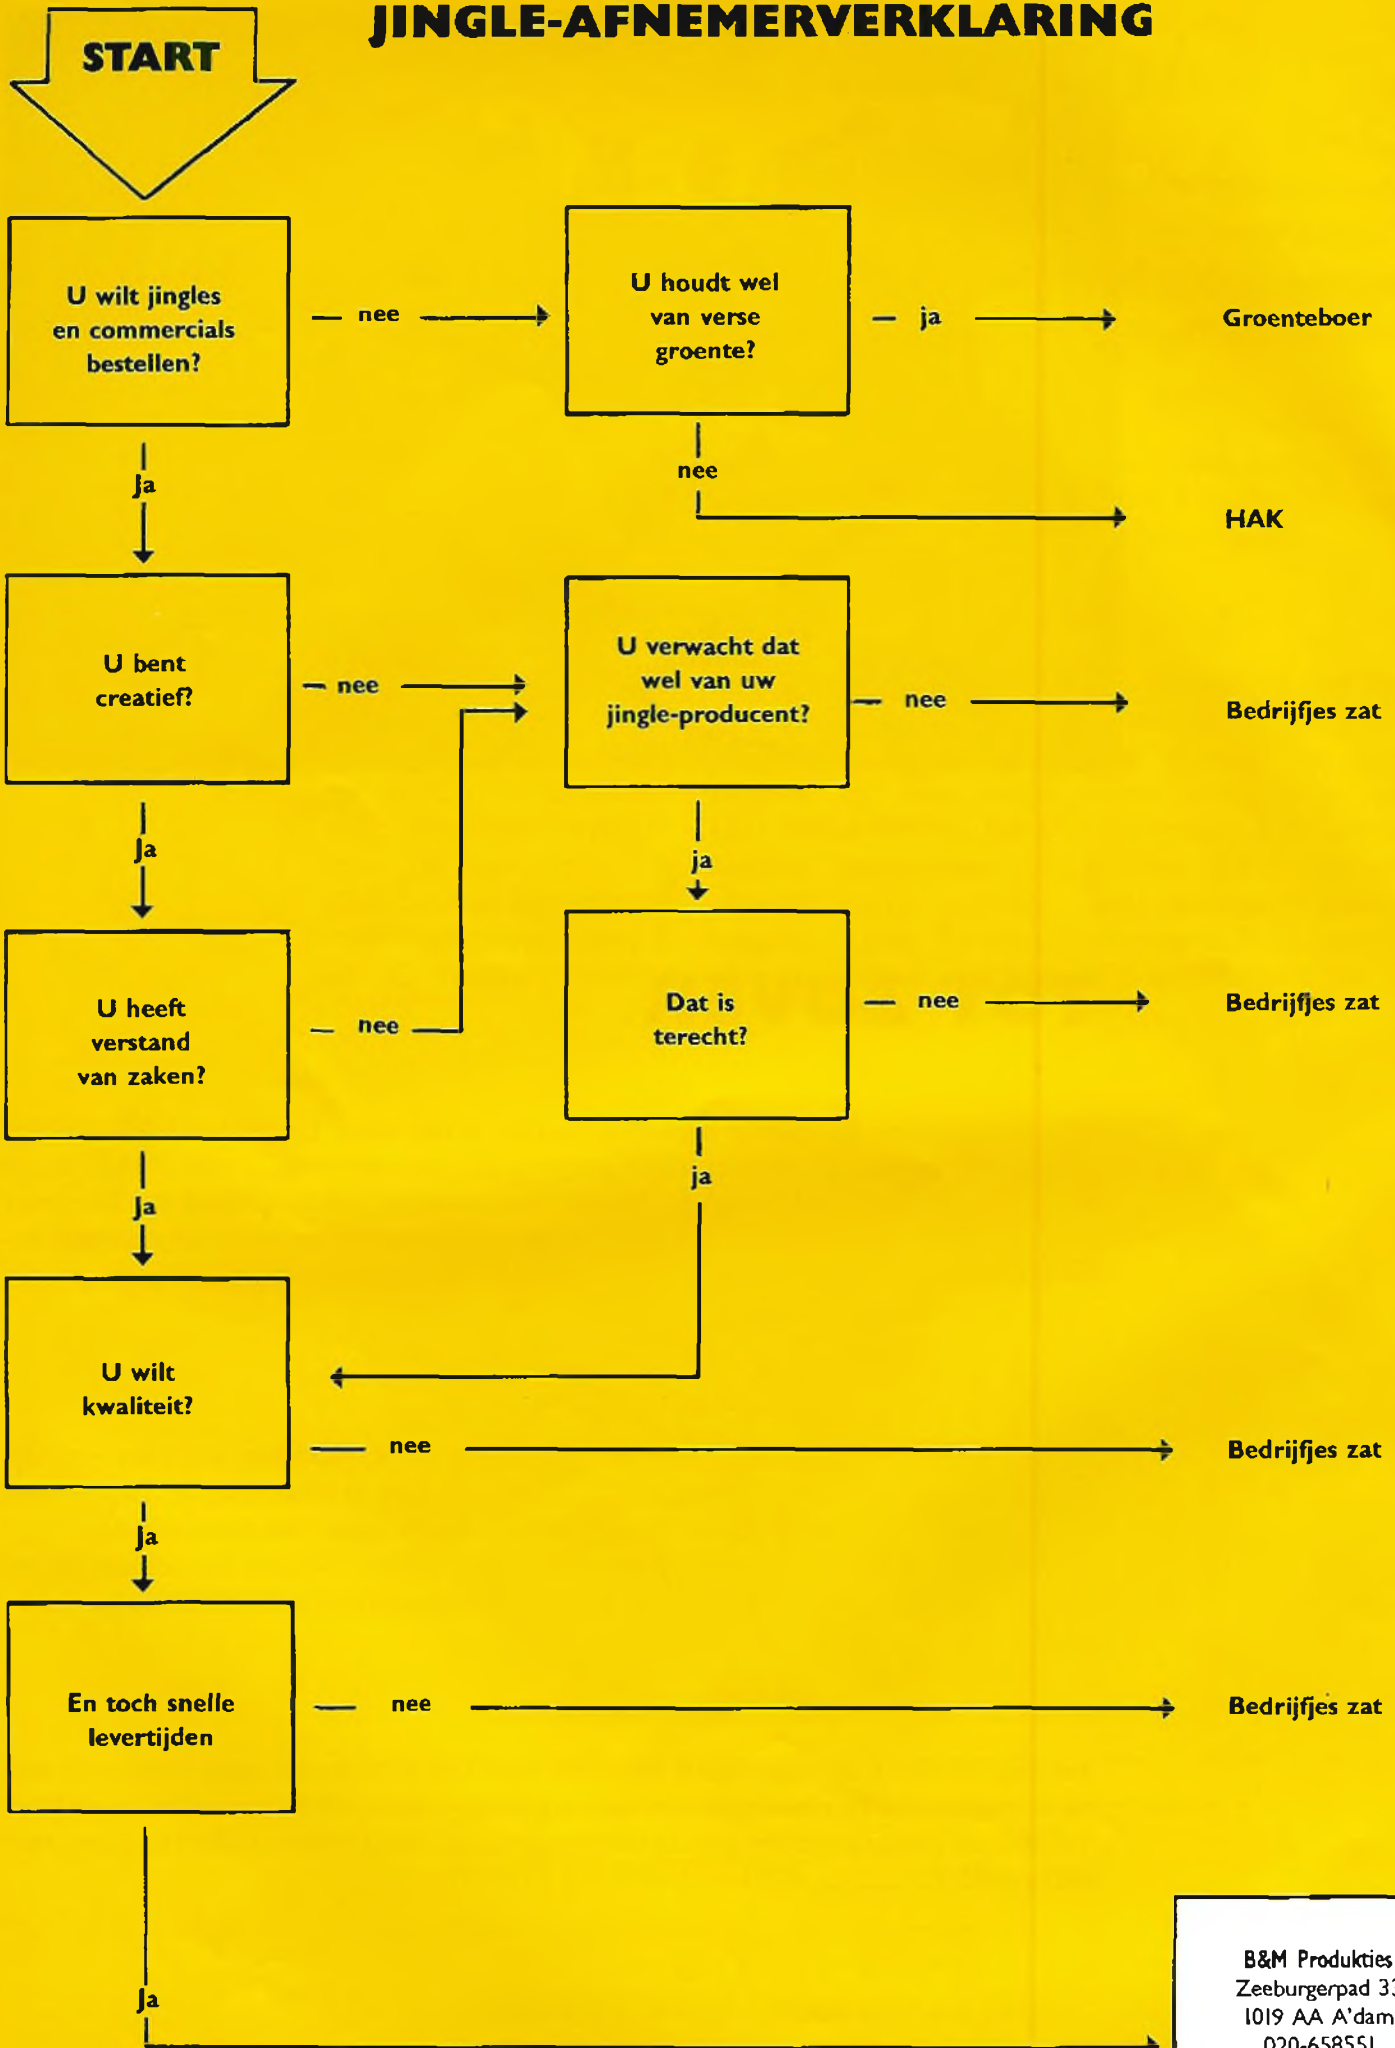 JINGLE-AFNEMERVERKLARING
START
U wilt jingles
en commercials
bestellen?
nee
U houdt wel
van verse
groente?
ja
Groenteboer
Ja
nee
HAK
U bent
creatief?
nee
U verwacht dat
wel van uw
jingle-producent?
nee
Bedrijfjes zat
Ja
ja
U heeft
verstand
van zaken?
nee
Dat is
terecht?
nee
Bedrijfjes zat
Ja
ja
U wilt
kwaliteit?
nee
Bedrijfjes zat
Ja
En toch snelle
levertijden
nee
Bedrijfjes zat
Ja
B&M Produkties
Zeeburgerpad
1019 AA A'dam
020-658551